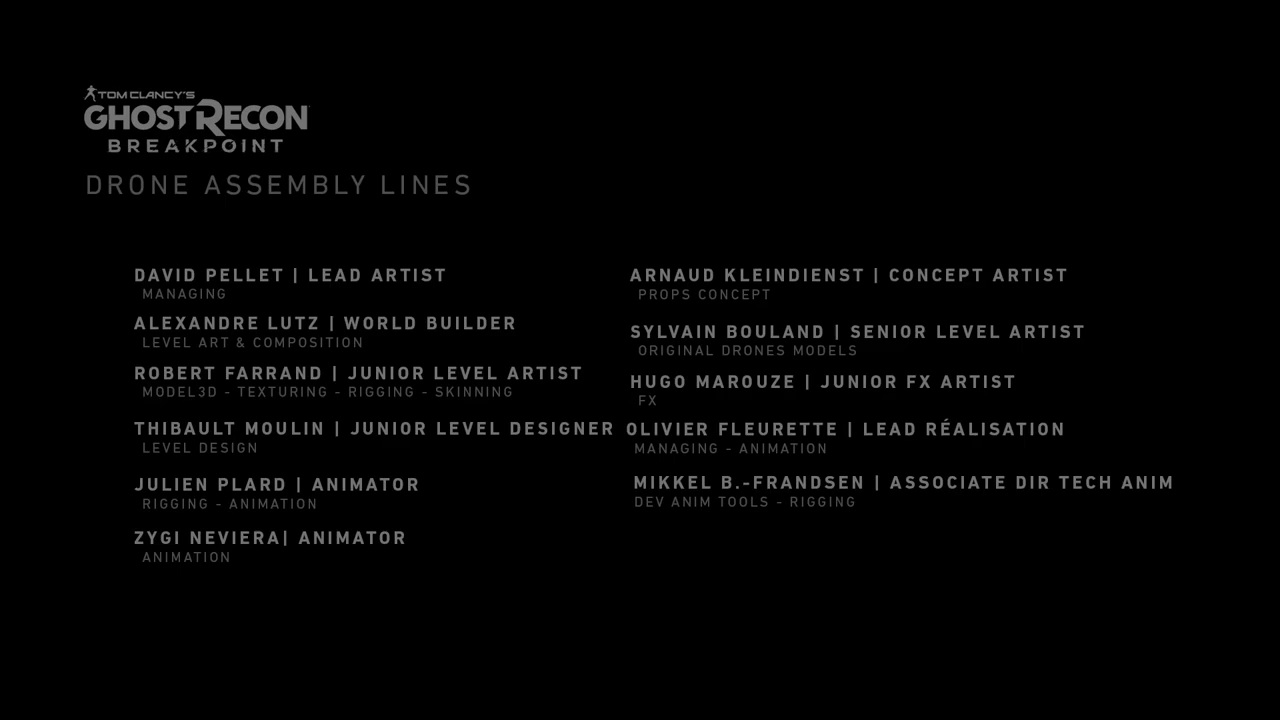 TOM CLANCY'S
GHOST RECON
BREAKPOINT
DRONE ASSEMBLY LINES
DAVID PELLET | LEAD ARTIST
MANAGING
ALEXANDRE LUTZ | WORLD BUILDER
LEVEL ART & COMPOSITION
ROBERT FARRAND | JUNIOR LEVEL ARTIST
MODEL3D - TEXTURING - RIGGING - SKINNING
THIBAULT MOULIN | JUNIOR LEVEL DESIGNER
LEVEL DESIGN
JULIEN PLARD | ANIMATOR
RIGGING - ANIMATION
ZYGI NEVIERA| ANIMATOR
ANIMATION
ARNAUD KLEINDIENST | CONCEPT ARTIST
PROPS CONCEPT
SYLVAIN BOULAND | SENIOR LEVEL ARTIST
ORIGINAL DRONES MODELS
HUGO MAROUZE | JUNIOR FX ARTIST
FX
OLIVIER FLEURETTE | LEAD RÉALISATION
MANAGING - ANIMATION
MIKKEL B.-FRANDSEN | ASSOCIATE DIR TECH ANIM
DEV ANIM TOOLS - RIGGING